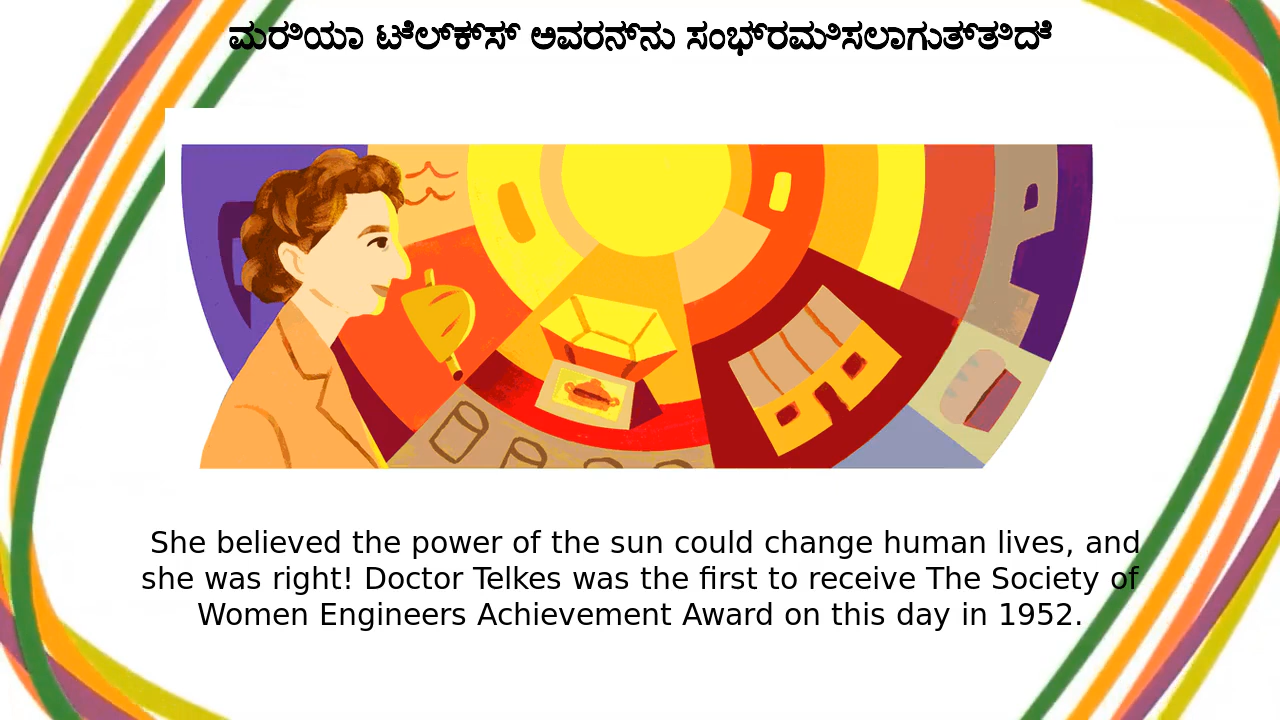 ಮರಿಯಾ ಟೆಲ್ಕ್ಸ್ ಅವರನ್ನು ಸಂಭ್ರಮಿಸಲಾಗುತ್ತಿದೆ
She believed the power of the sun could change human lives, and
she was right! Doctor Telkes was the first to receive The Society of
Women Engineers Achievement Award on this day in 1952.